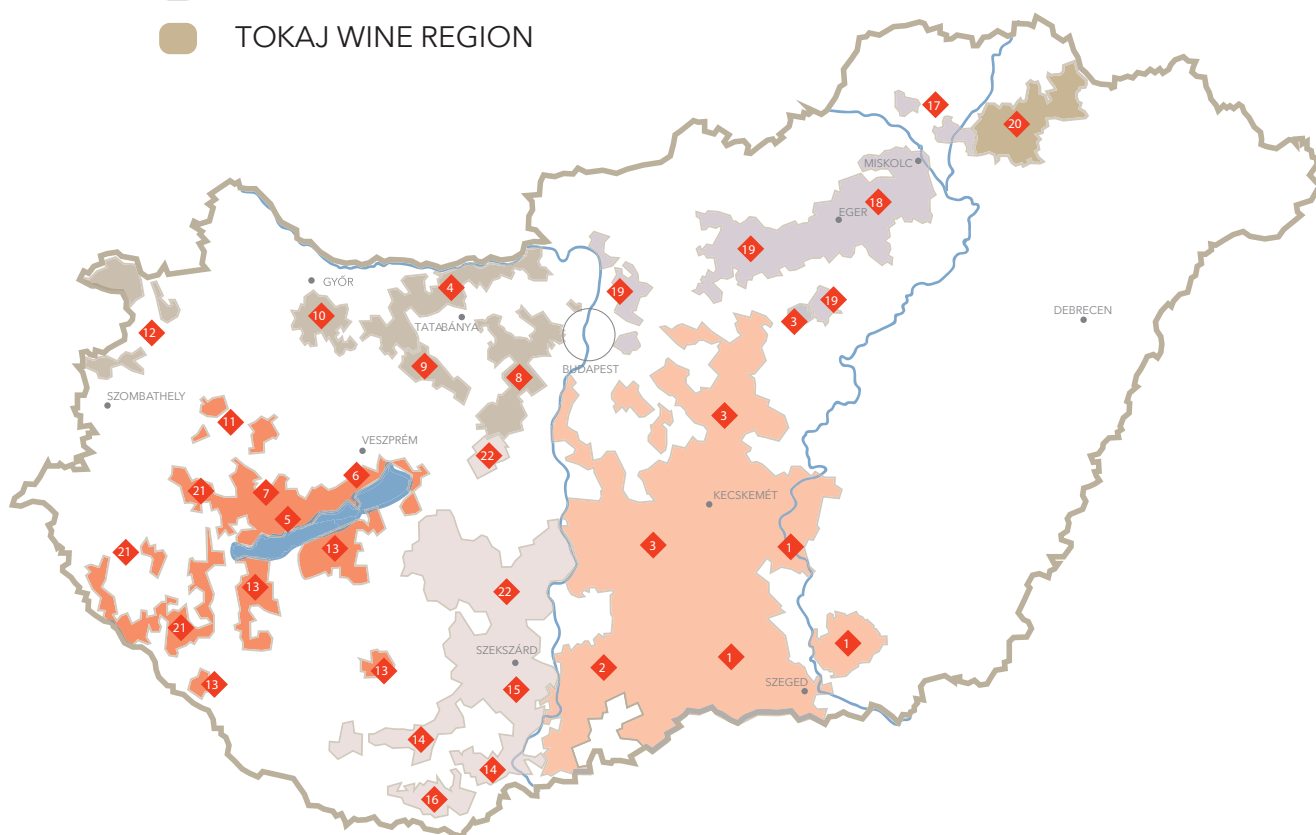 TOKAJ WINE REGION
17
20
MISKOLC
18
EGER
19
GYŐR
4
19
19
10
TATABÁNYA
3
DEBRECEN
12
BUDAPEST
9
8
SZOMBATHELY
11
3
VESZPRÉM
22
6
21
7
KECSKEMÉT
5
21
13
3
1
13
22
21
SZEKSZÁRD
1
13
13
15
2
1
SZEGED
14
14
16